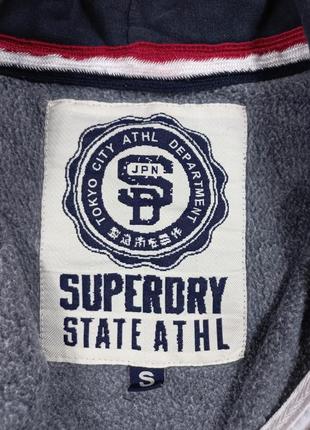 TOKYO CITY ATHL DEPARTMENT
JPN
SD
SUPERDRY
STATE ATHL
S